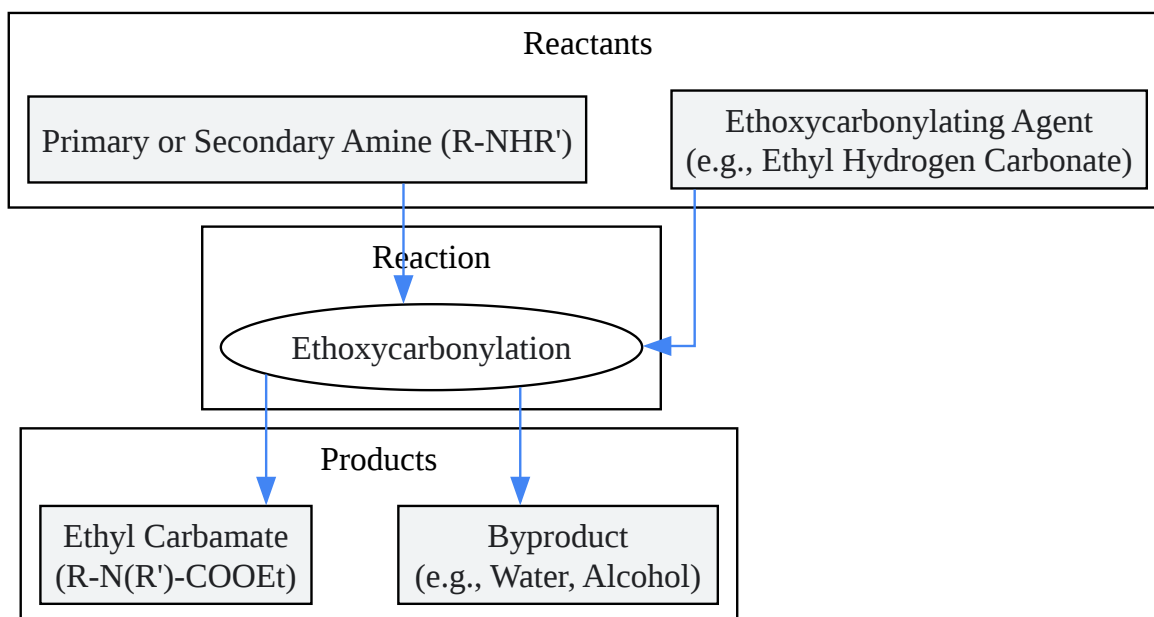 Reactants
Primary or Secondary Amine (R-NHR')
Ethoxycarbonylating Agent
(e.g., Ethyl Hydrogen Carbonate)
Reaction
Ethoxycarbonylation
Products
Ethyl Carbamate
(R-N(R')-COOEt)
Byproduct
(e.g., Water, Alcohol)